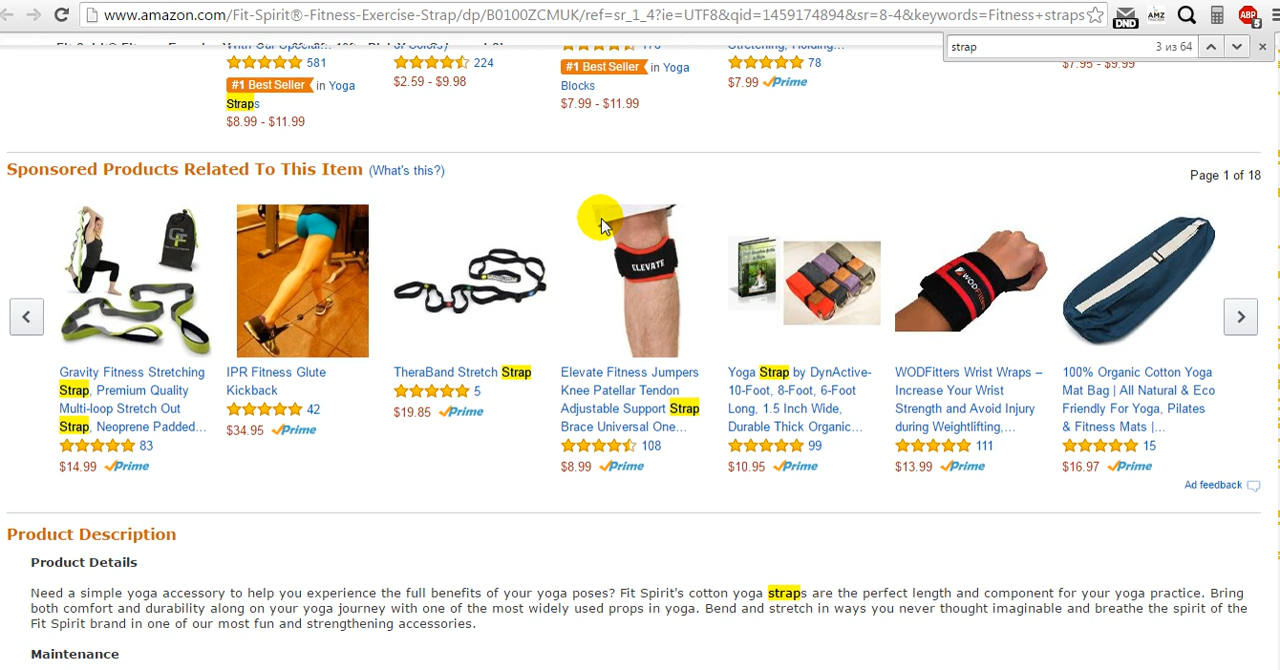 www.amazon.com/Fit-Spirit®-Fitness-Exercise-Strap/dp/B0100ZCMUK/ref=sr_1_4?ie=UTF8&qid=1459174894&sr=8-4&keywords=Fitness+straps
DND
AMZ
ABP
5
strap
3 из 64
581
#1 Best Seller in Yoga
Straps
$8.99 - $11.99
224
$2.59 - $9.98
#1 Best Seller in Yoga
Blocks
$7.99 - $11.99
Stretching, Holding...
78
$7.99 Prime
$7.95 - $9.99
Sponsored Products Related To This Item (What's this?)
Page 1 of 18
ELEVATE
WODFitters
Gravity Fitness Stretching
Strap, Premium Quality
Multi-loop Stretch Out
Strap, Neoprene Padded...
83
$14.99 Prime
IPR Fitness Glute
Kickback
42
$34.95 Prime
TheraBand Stretch Strap
5
$19.85 Prime
Elevate Fitness Jumpers
Knee Patellar Tendon
Adjustable Support Strap
Brace Universal One...
108
$8.99 Prime
Yoga Strap by DynActive-
10-Foot, 8-Foot, 6-Foot
Long, 1.5 Inch Wide,
Durable Thick Organic...
99
$10.95 Prime
WODFitters Wrist Wraps –
Increase Your Wrist
Strength and Avoid Injury
during Weightlifting,...
111
$13.99 Prime
100% Organic Cotton Yoga
Mat Bag | All Natural & Eco
Friendly For Yoga, Pilates
& Fitness Mats |...
15
$16.97 Prime
Ad feedback
Product Description
Product Details
Need a simple yoga accessory to help you experience the full benefits of your yoga poses? Fit Spirit's cotton yoga straps are the perfect length and component for your yoga practice. Bring
both comfort and durability along on your yoga journey with one of the most widely used props in yoga. Bend and stretch in ways you never thought imaginable and breathe the spirit of the
Fit Spirit brand in one of our most fun and strengthening accessories.
Maintenance